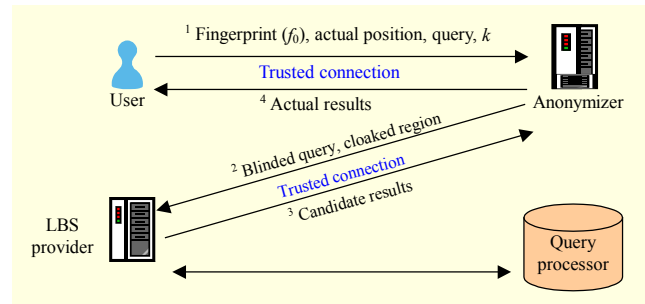 ¹ Fingerprint (f₀), actual position, query, k
Trusted connection
User
⁴ Actual results
Anonymizer
² Blinded query, cloaked region
Trusted connection
³ Candidate results
LBS
provider
Query
processor